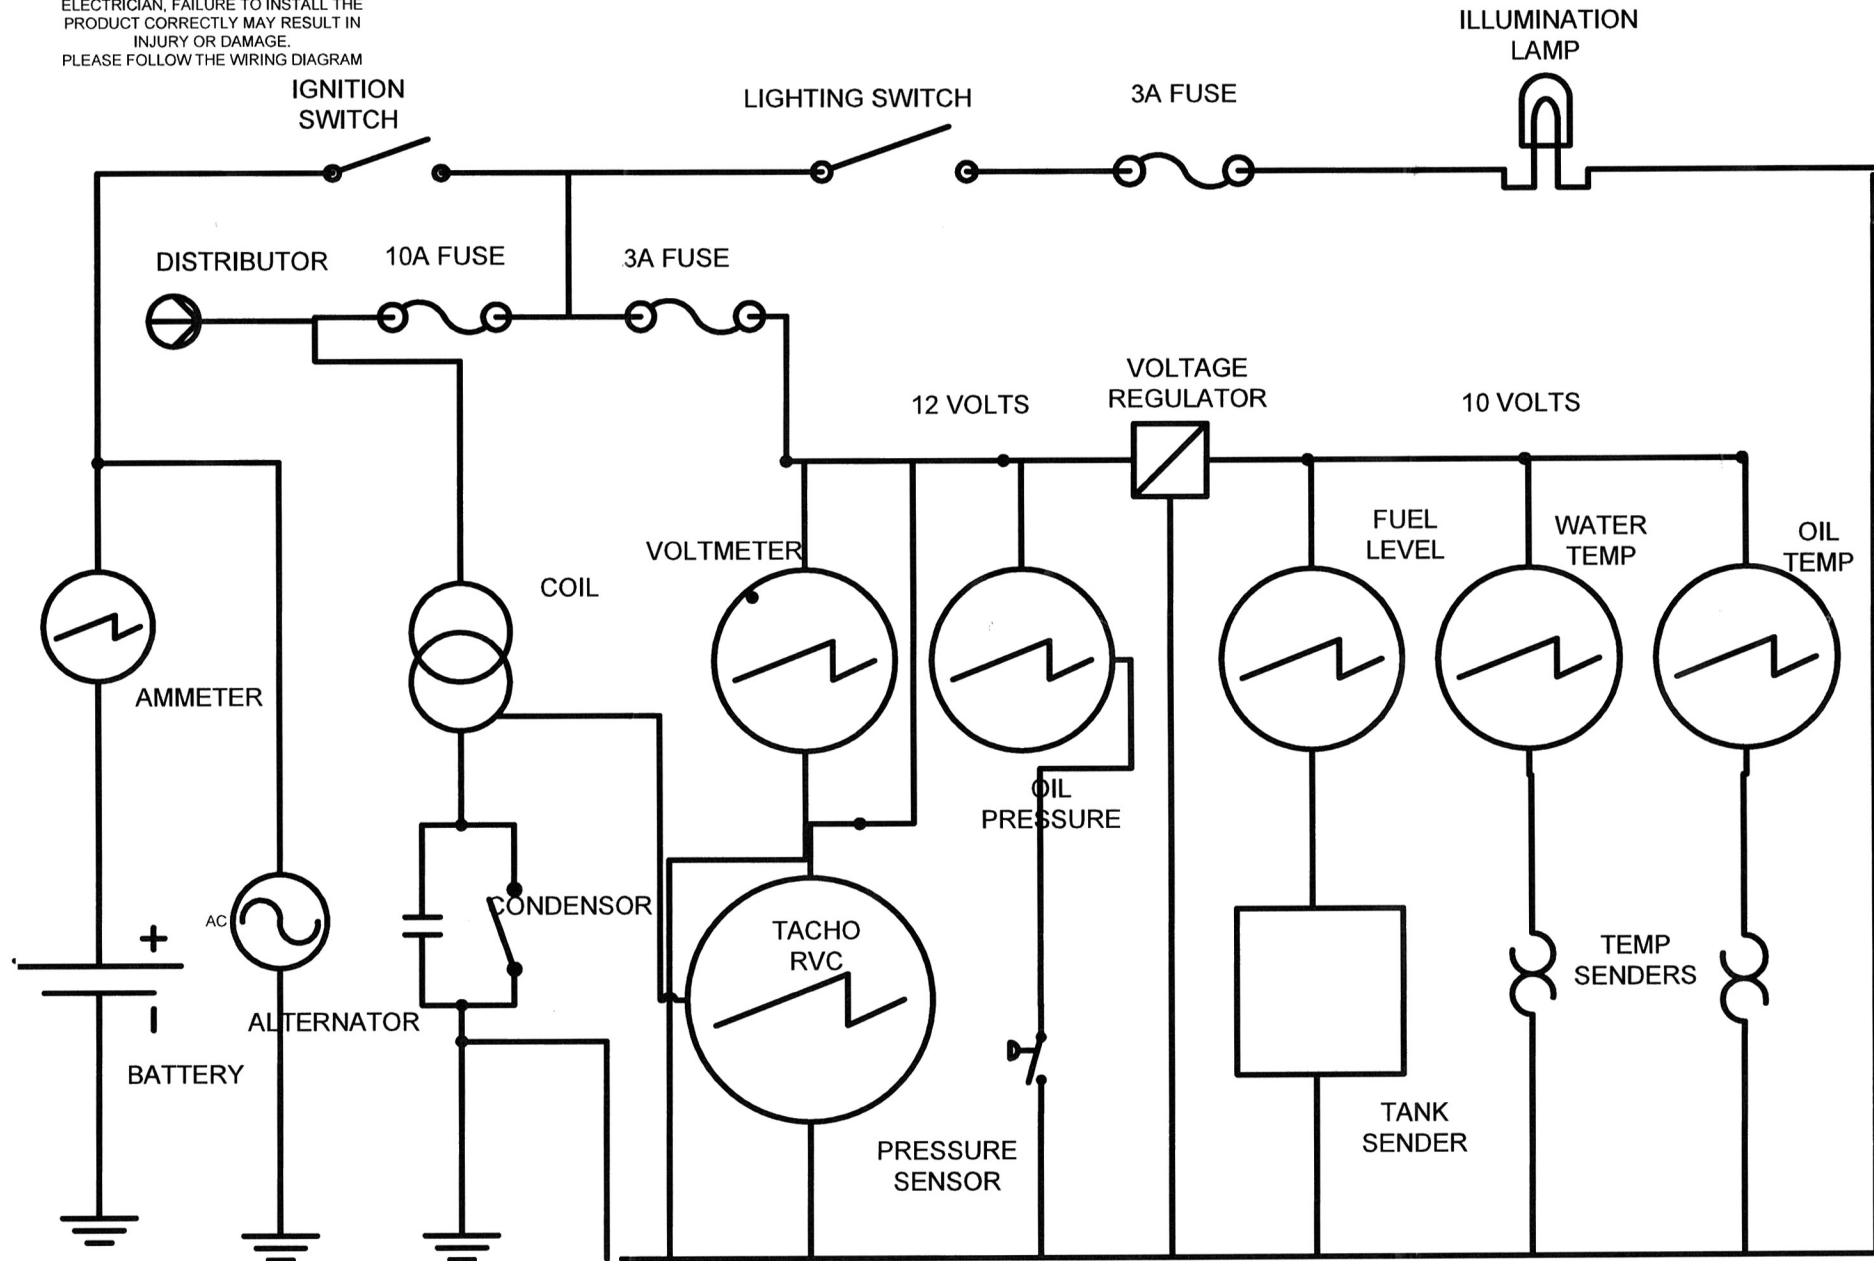 ELECTRICIAN, FAILURE TO INSTALL THE
PRODUCT CORRECTLY MAY RESULT IN
INJURY OR DAMAGE.
PLEASE FOLLOW THE WIRING DIAGRAM
IGNITION
SWITCH
LIGHTING SWITCH
3A FUSE
ILLUMINATION
LAMP
DISTRIBUTOR
10A FUSE
3A FUSE
12 VOLTS
VOLTAGE
REGULATOR
10 VOLTS
VOLTMETER
FUEL
LEVEL
WATER
TEMP
OIL
TEMP
COIL
AMMETER
OIL
PRESSURE
CONDENSOR
AC
TACHO
RVC
TEMP
SENDERS
+
–
ALTERNATOR
BATTERY
TANK
SENDER
PRESSURE
SENSOR